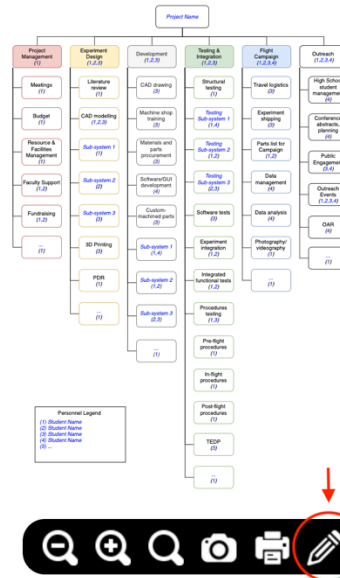 Project Name
Project
Management
(1)
Meetings
(1)
Budget
(1)
Resource &
Facilities
Management
(1)
Faculty Support
(1,2)
Fundraising
(1,2)
...
(1)
Experiment
Design
(1,2,3)
Literature
review
(1)
CAD modelling
(1,2,3)
Sub-system 1
(1)
Sub-system 2
(2)
Sub-system 3
(3)
3D Printing
(3)
PDR
(1)
...
(1)
Development
(1,2,3)
CAD drawing
(3)
Machine shop
training
(3)
Materials and
parts
procurement
(3)
Software/GUI
development
(4)
Custom-
machined parts
(3)
Sub-system 1
(1,4)
Sub-system 2
(1,2)
Sub-system 3
(2,3)
...
(1)
Testing &
Integration
(1,2,3)
Structural
testing
(1)
Testing
Sub-system 1
(1,4)
Testing
Sub-system 2
(1,2)
Testing
Sub-system 3
(2,3)
Software tests
(3)
Experiment
integration
(1,2)
Integrated
functional tests
(1,2)
Procedures
testing
(1,3)
Pre-flight
procedures
(1)
In-flight
procedures
(1)
Post-flight
procedures
(1)
TEDP
(3)
...
(1)
Flight
Campaign
(1,2,3,4)
Travel logistics
(3)
Experiment
shipping
(3)
Parts list for
Campaign
(1,2)
Data
management
(4)
Data analysis
(4)
Photography/
videography
(1)
...
(1)
Outreach
(1,2,3,4)
High School
student
management
(4)
Conference
abstracts,
planning
(4)
Public
Engagement
(3,4)
Outreach
Events
(1,2,3,4)
OAR
(4)
...
(1)
Personnel Legend
(1) Student Name
(2) Student Name
(3) Student Name
(4) Student Name
(5) ...